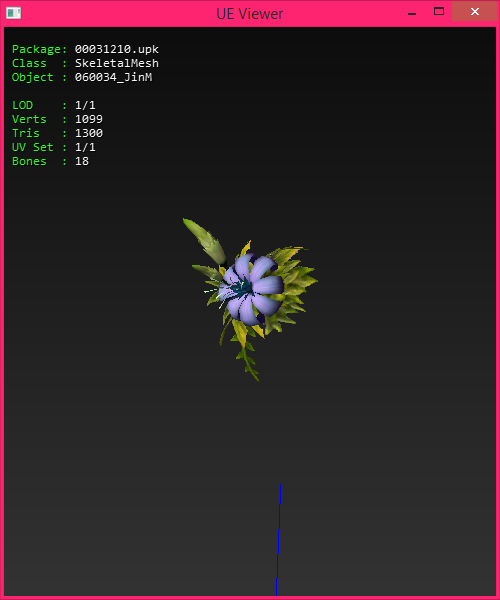 UE Viewer
Package: 00031210.upk
Class  : SkeletalMesh
Object : 060034_JinM
LOD    : 1/1
Verts  : 1099
Tris   : 1300
UV Set : 1/1
Bones  : 18